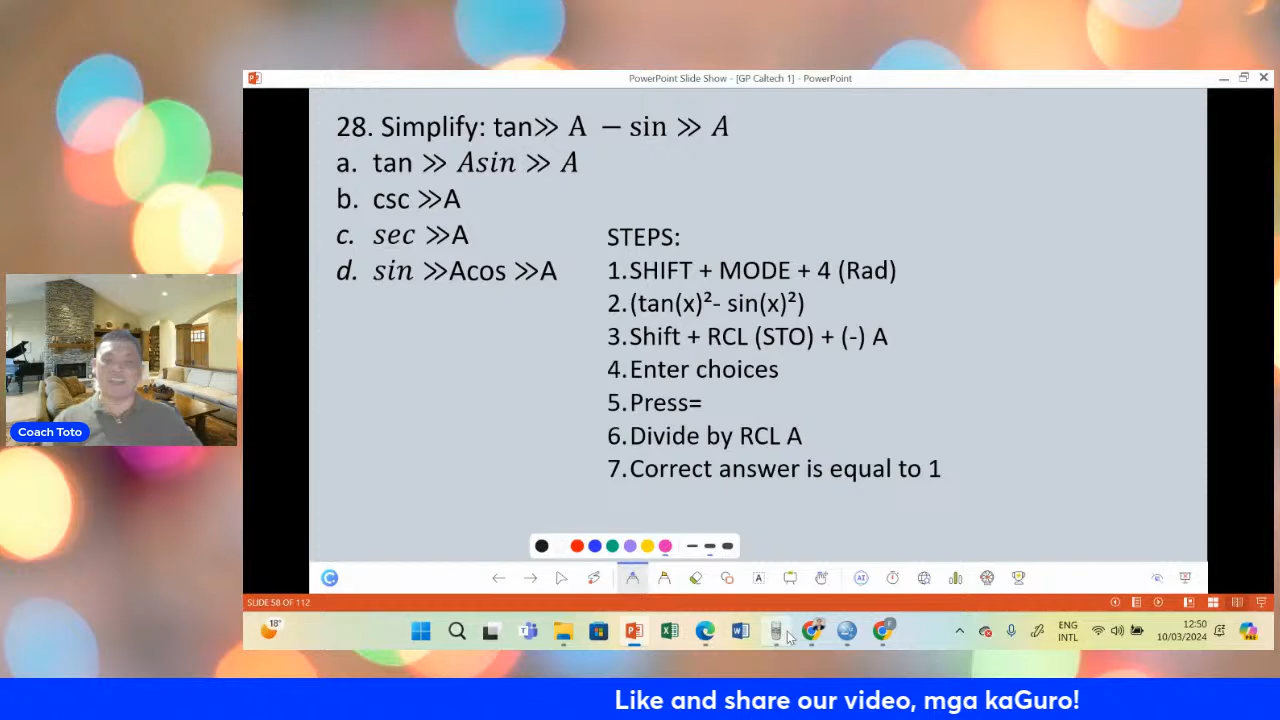 PowerPoint Slide Show - [GP Caltech 1] - PowerPoint
28. Simplify: tan≫ A − sin ≫ A
a. tan ≫ Asin ≫ A
b. csc ≫A
c. sec ≫A
d. sin ≫Acos ≫A
STEPS:
1.SHIFT + MODE + 4 (Rad)
2.(tan(x)²- sin(x)²)
3.Shift + RCL (STO) + (-) A
4.Enter choices
5.Press=
6.Divide by RCL A
7.Correct answer is equal to 1
Coach Toto
SLIDE 58 OF 112
18°
ENG
INTL
12:50
10/03/2024
Like and share our video, mga kaGuro!